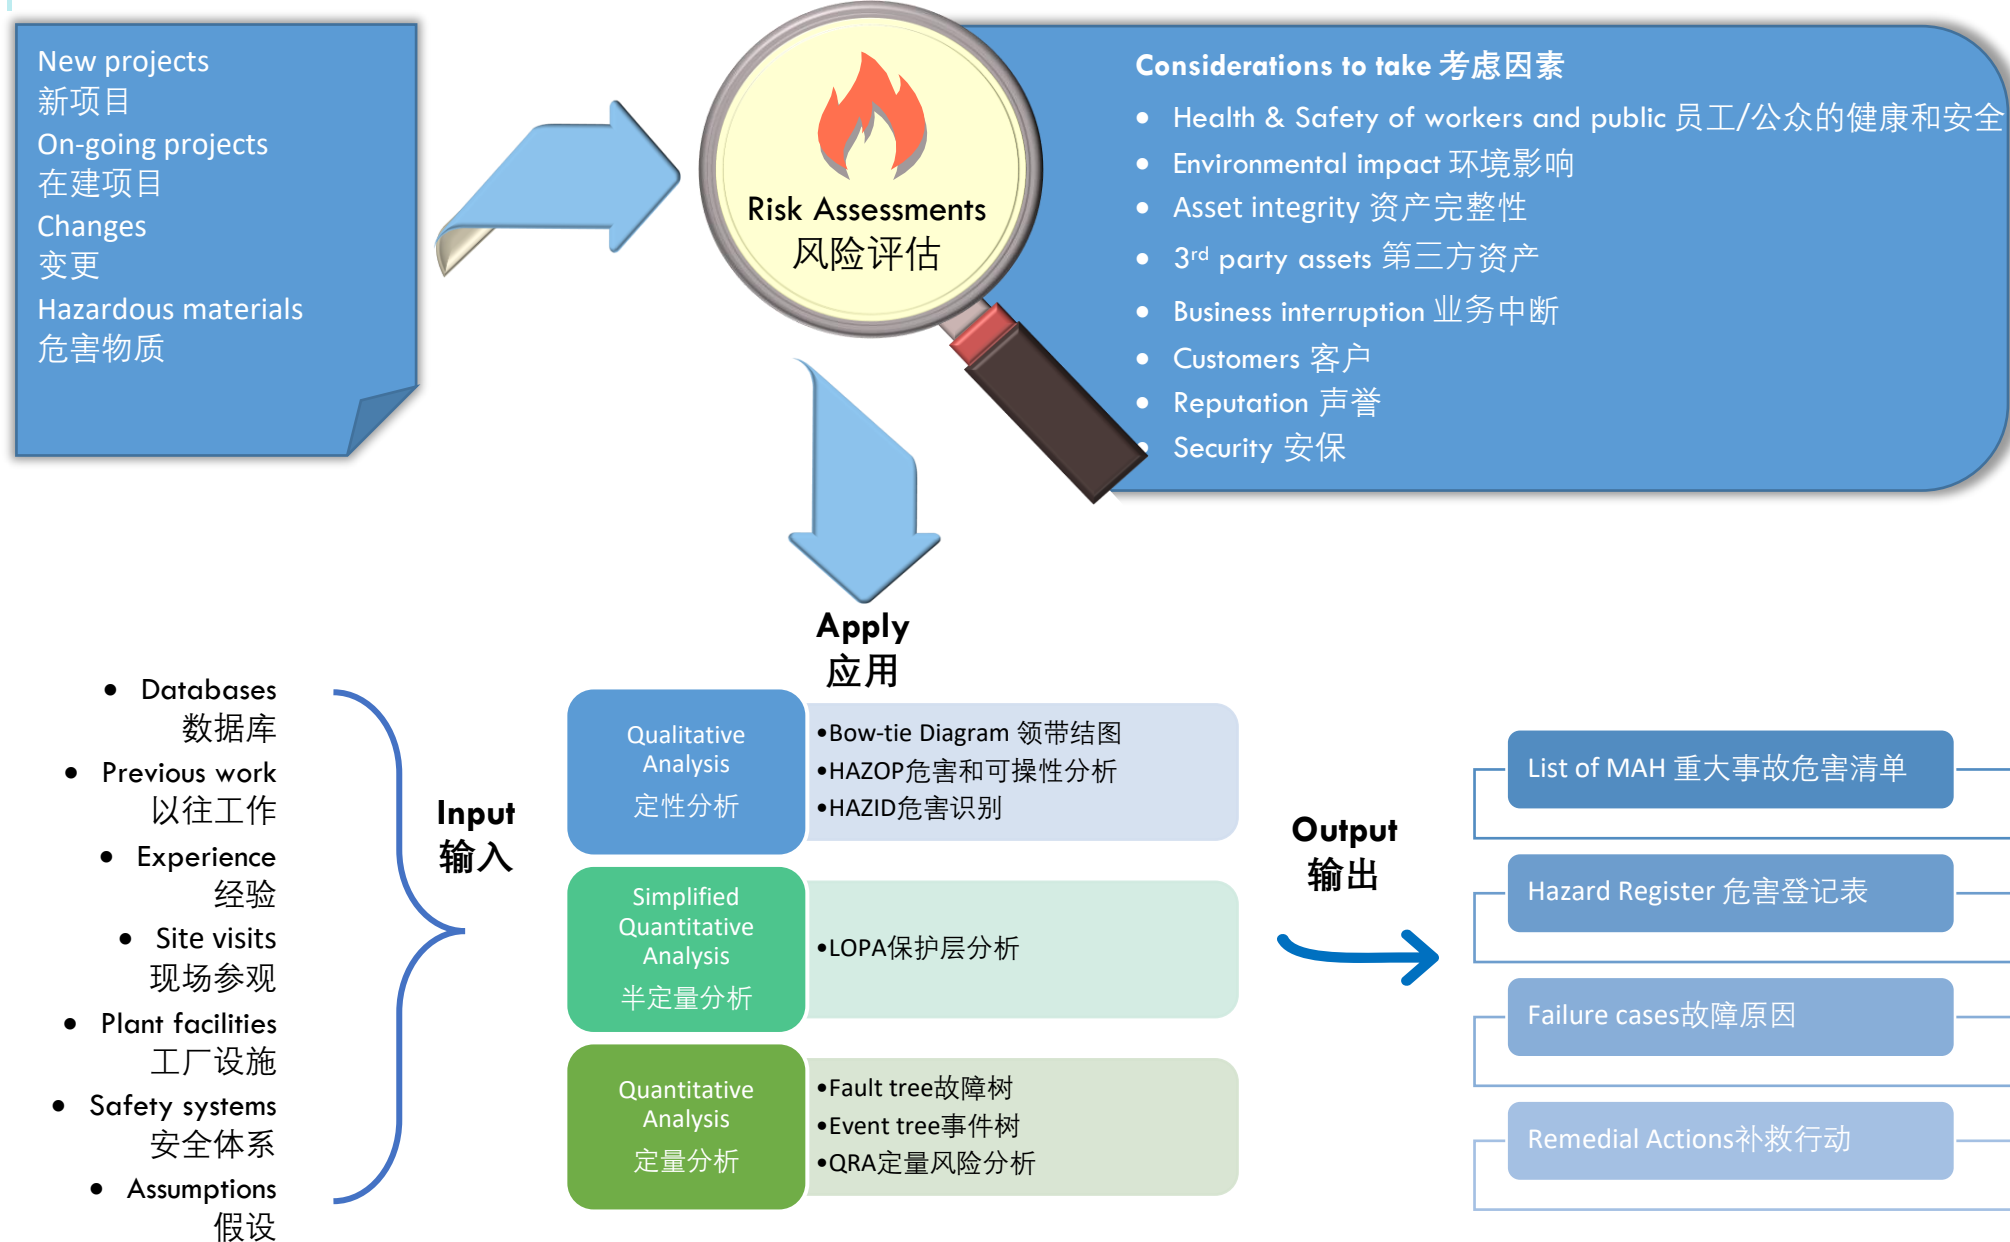 New projects
新项目
On-going projects
在建项目
Changes
变更
Hazardous materials
危害物质
Risk Assessments
风险评估
Considerations to take 考虑因素
• Health & Safety of workers and public 员工/公众的健康和安全
• Environmental impact 环境影响
• Asset integrity 资产完整性
• 3rd party assets 第三方资产
• Business interruption 业务中断
• Customers 客户
• Reputation 声誉
• Security 安保
Apply
应用
• Databases
数据库
• Previous work
以往工作
• Experience
经验
• Site visits
现场参观
• Plant facilities
工厂设施
• Safety systems
安全体系
• Assumptions
假设
Input
输入
Qualitative
Analysis
定性分析
•Bow-tie Diagram 领带结图
•HAZOP危害和可操性分析
•HAZID危害识别
Simplified
Quantitative
Analysis
半定量分析
•LOPA保护层分析
Quantitative
Analysis
定量分析
•Fault tree故障树
•Event tree事件树
•QRA定量风险分析
Output
输出
List of MAH 重大事故危害清单
Hazard Register 危害登记表
Failure cases故障原因
Remedial Actions补救行动